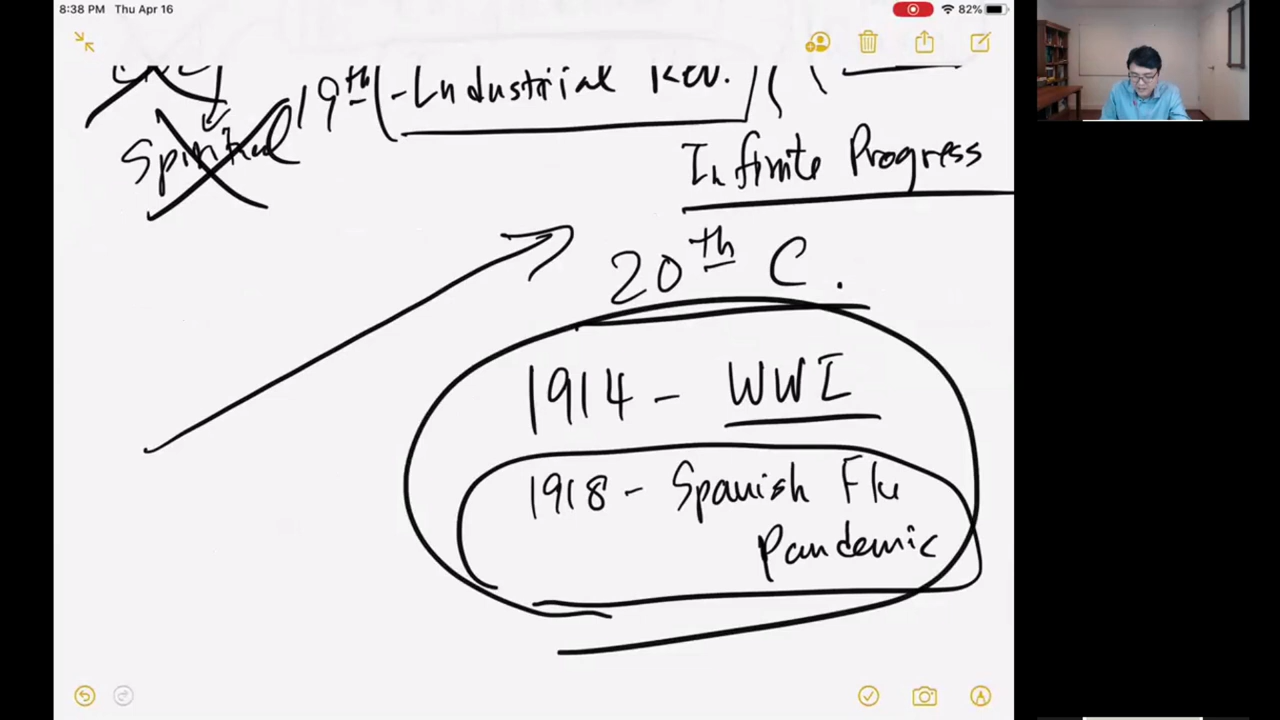 8:38 PM Thu Apr 16
82%
19th - Industrial Rev.
Spiritual
Infinite Progress
20th C.
1914 - WWI
1918 - Spanish Flu
Pandemic